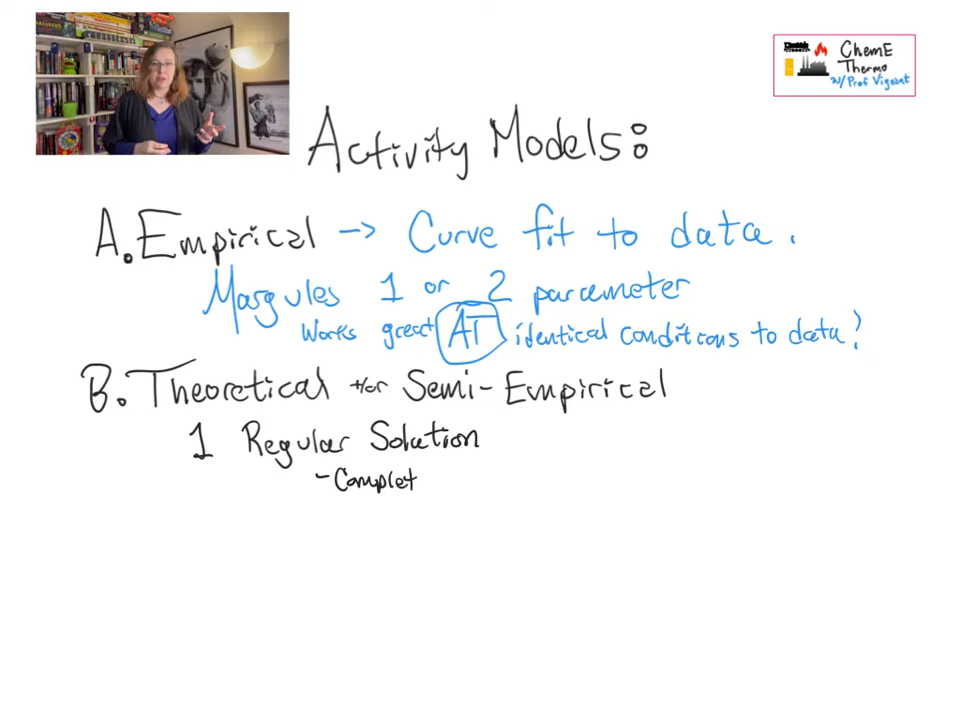 ChemE
Thermo
w/ Prof Vigeant
Activity Models:
A. Empirical -> Curve fit to data.
Margules 1 or 2 parameter
Works great AT identical conditions to data!
B. Theoretical +/or Semi-Empirical
1 Regular Solution
- Complet